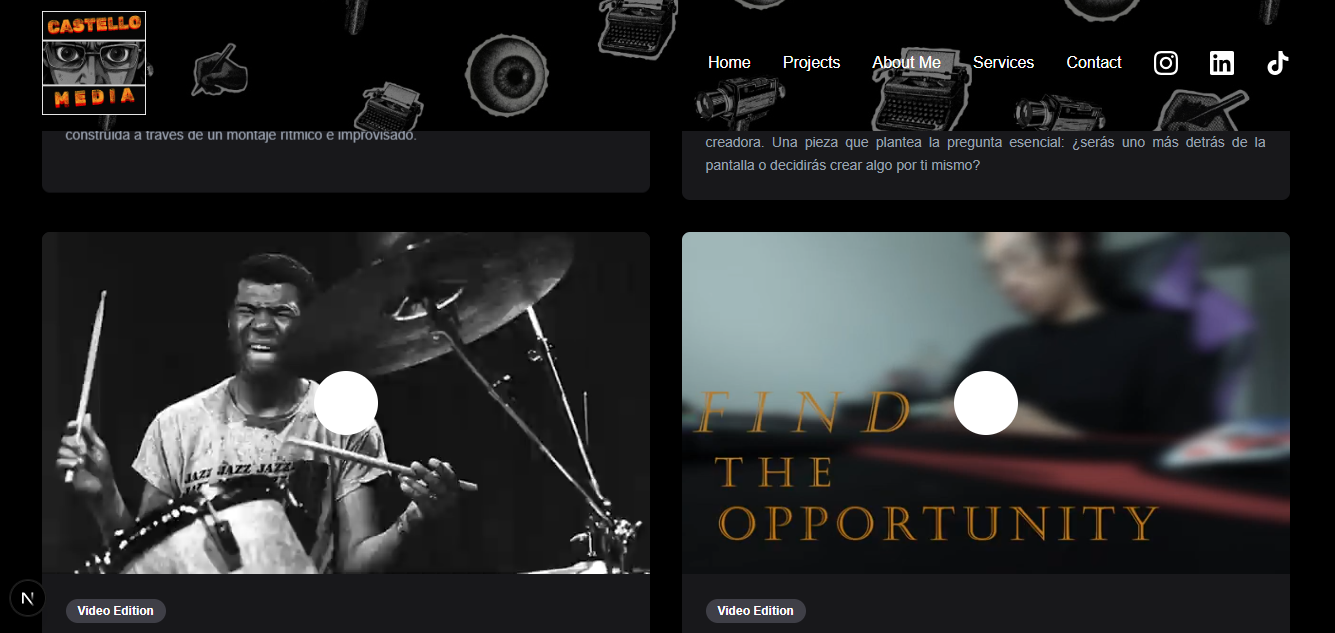 CASTELLO
MEDIA
Home Projects About Me Services Contact
construida a través de un montaje rítmico e improvisado.
creadora. Una pieza que plantea la pregunta esencial: ¿serás uno más detrás de la
pantalla o decidirás crear algo por ti mismo?
JAZZ JAZZ JAZZ
FIND
THE
OPPORTUNITY
N
Video Edition
Video Edition